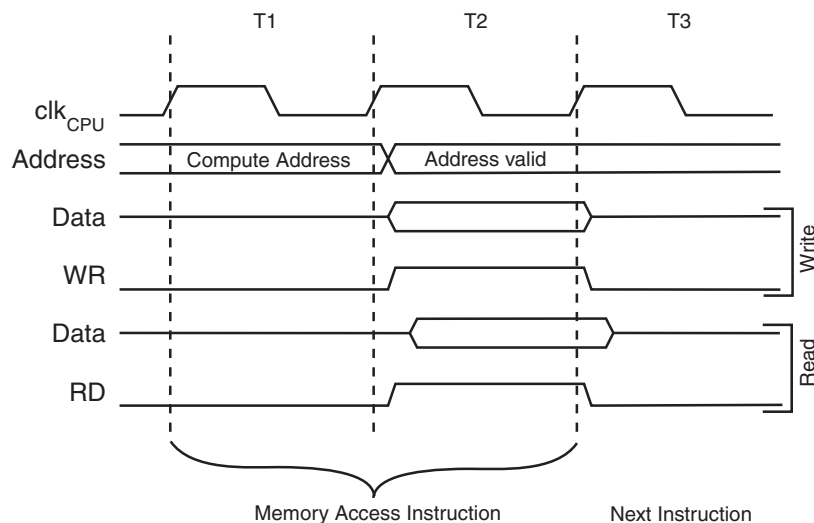 T1 T2 T3
clkCPU
Address Compute Address Address valid
Data
WR
Write
Data
RD
Read
Memory Access Instruction Next Instruction